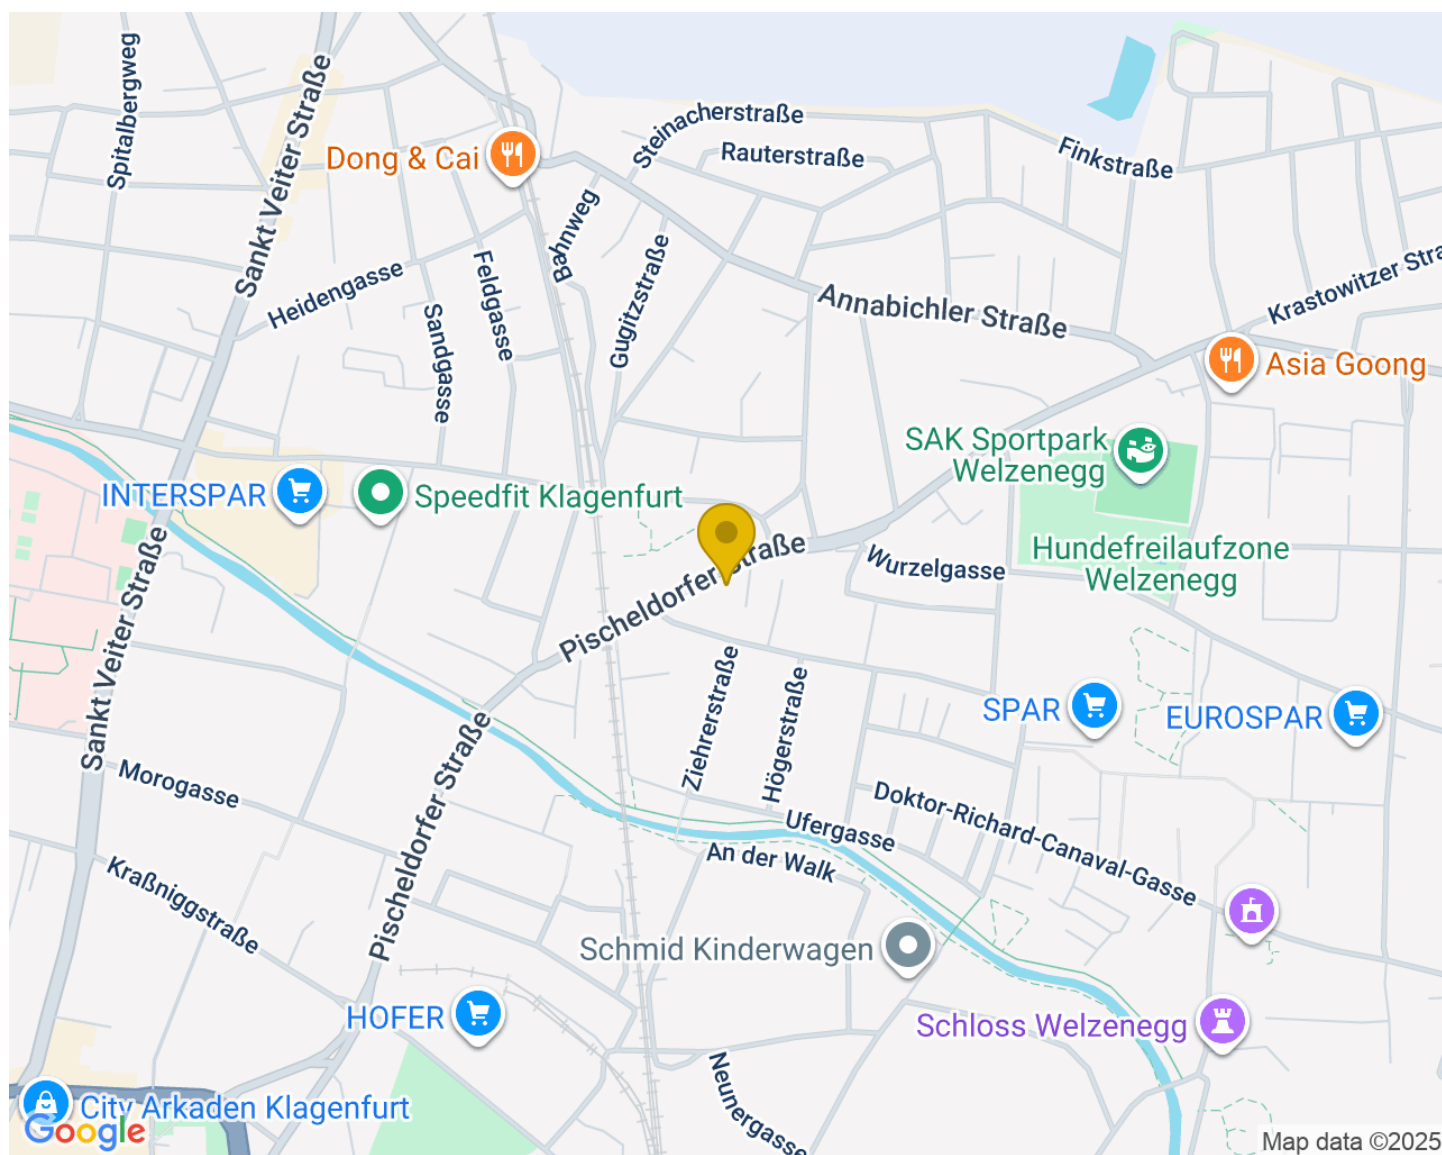 Spitalbergweg
Sankt Veiter Straße
Dong & Cai
Steinacherstraße
Rauterstraße
Finkstraße
Bahnweg
Gugitzstraße
Feldgasse
Heidengasse
Sandgasse
Annabichler Straße
Krastowitzer Stra
Asia Goong
SAK Sportpark
Welzenegg
INTERSPAR
Speedfit Klagenfurt
Hundefreilaufzone
Welzenegg
Wurzelgasse
Pischeldorfer Straße
Sankt Veiter Straße
Ziehrerstraße
Högerstraße
SPAR
EUROSPAR
Morogasse
Pischeldorfer Straße
Doktor-Richard-Canaval-Gasse
Ufergasse
An der Walk
Kraßniggstraße
Schmid Kinderwagen
HOFER
Schloss Welzenegg
Neunergasse
City Arkaden Klagenfurt
Google
Map data ©2025